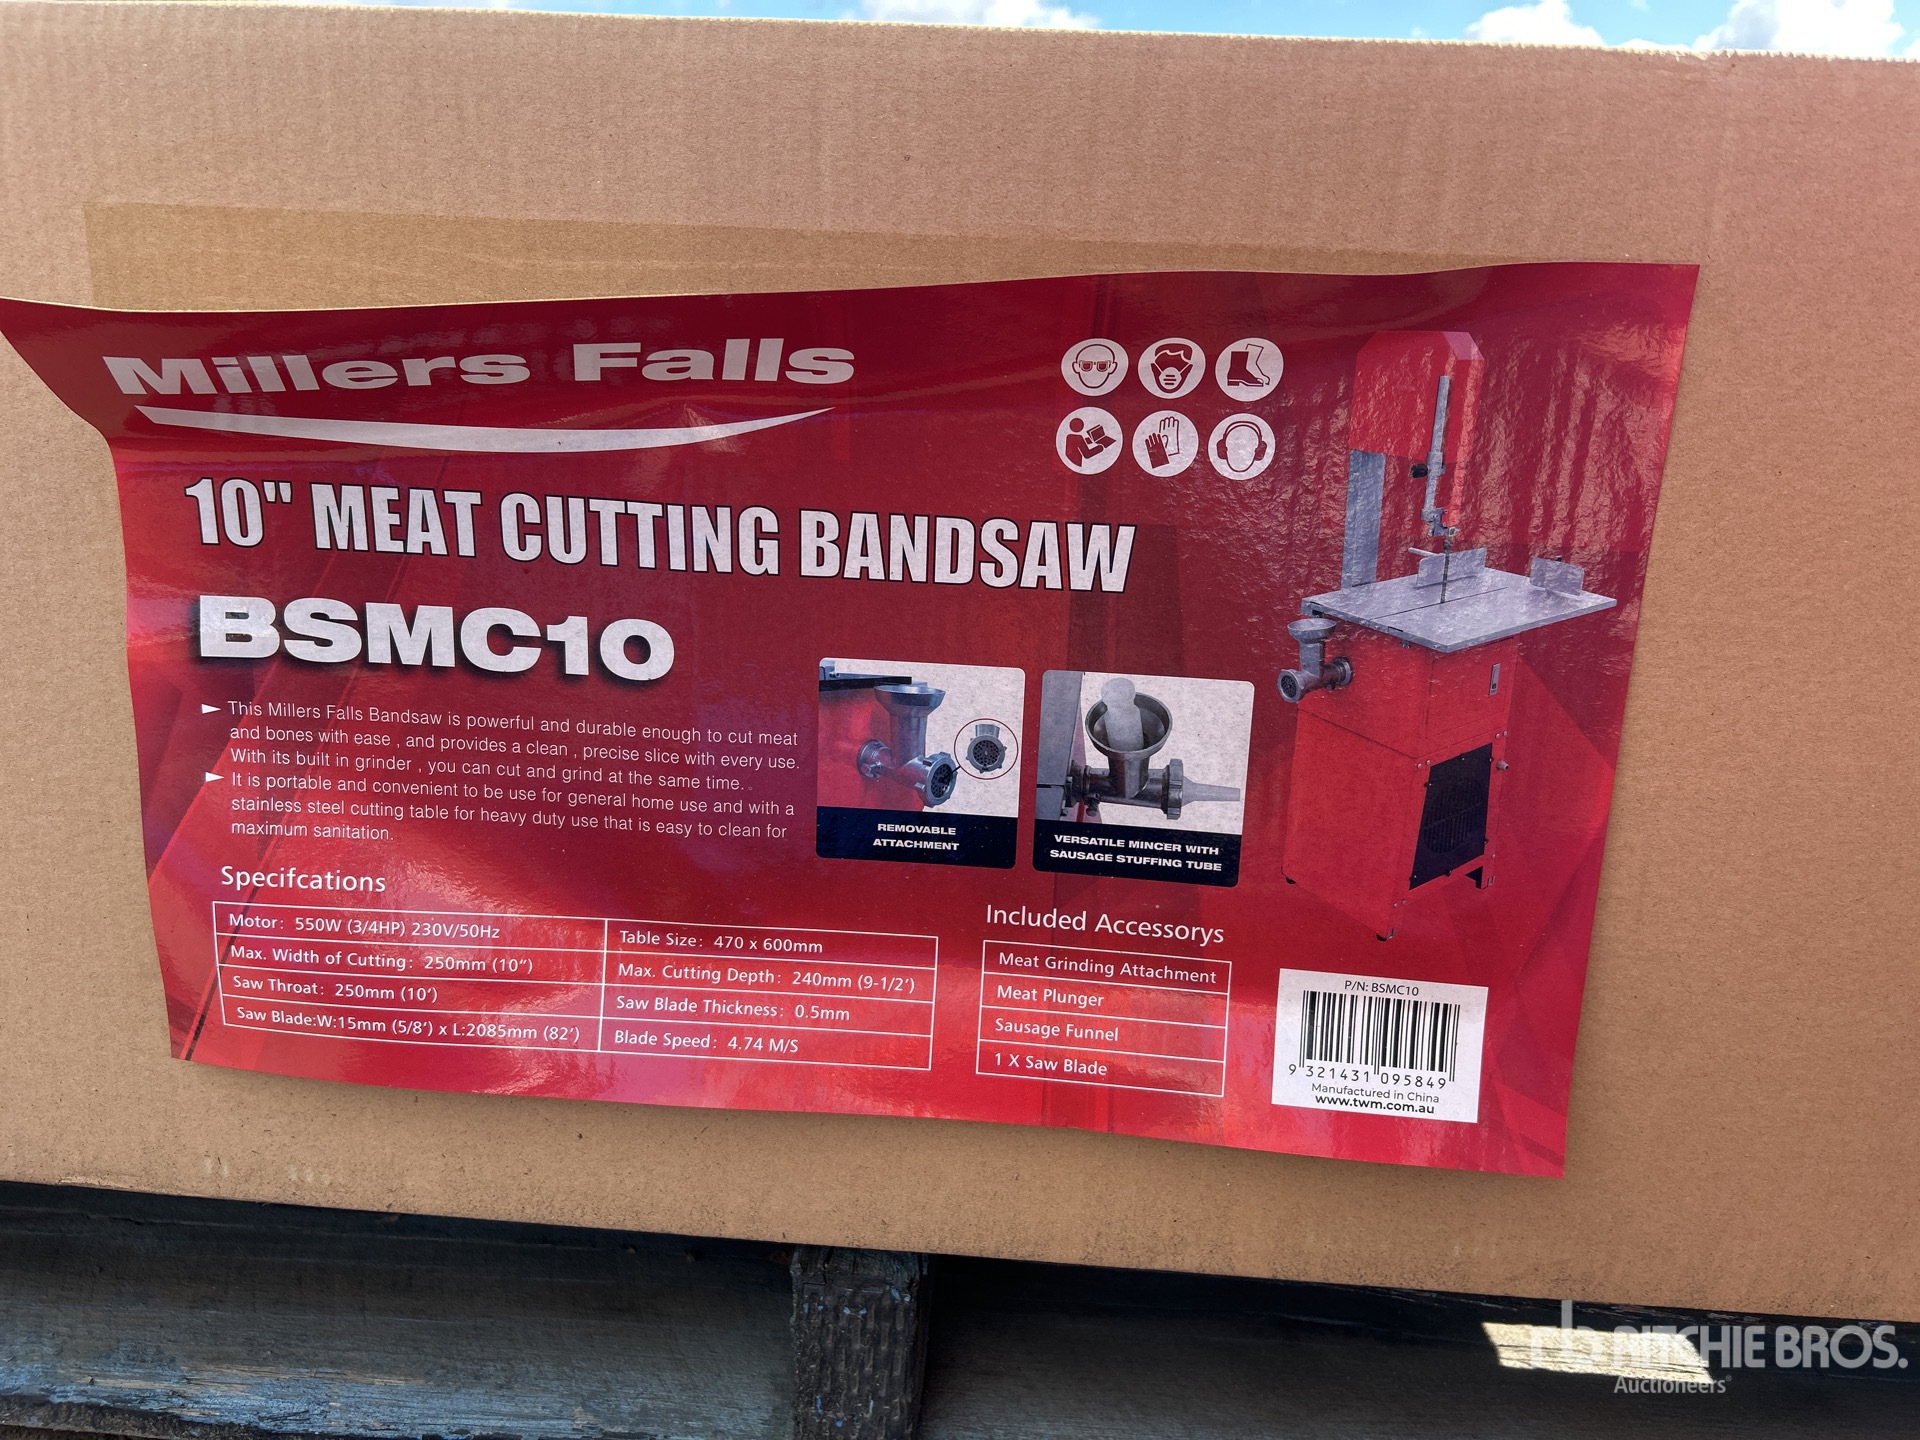 Millers Falls
10" MEAT CUTTING BANDSAW
BSMC10
This Millers Falls Bandsaw is powerful and durable enough to cut meat
and bones with ease , and provides a clean , precise slice with every use.
With its built in grinder , you can cut and grind at the same time.
It is portable and convenient to be use for general home use and with a
stainless steel cutting table for heavy duty use that is easy to clean for
maximum sanitation.
REMOVABLE
ATTACHMENT
VERSATILE MINCER WITH
SAUSAGE STUFFING TUBE
Specifcations
Motor: 550W (3/4HP) 230V/50Hz
Max. Width of Cutting: 250mm (10")
Saw Throat: 250mm (10')
Saw Blade:W:15mm (5/8') x L:2085mm (82')
Table Size: 470 x 600mm
Max. Cutting Depth: 240mm (9-1/2')
Saw Blade Thickness: 0.5mm
Blade Speed: 4.74 M/S
Included Accessorys
Meat Grinding Attachment
Meat Plunger
Sausage Funnel
1 X Saw Blade
P/N: BSMC10
9 321431 095849
Manufactured in China
www.twm.com.au
rb RITCHIE BROS.
Auctioneers®